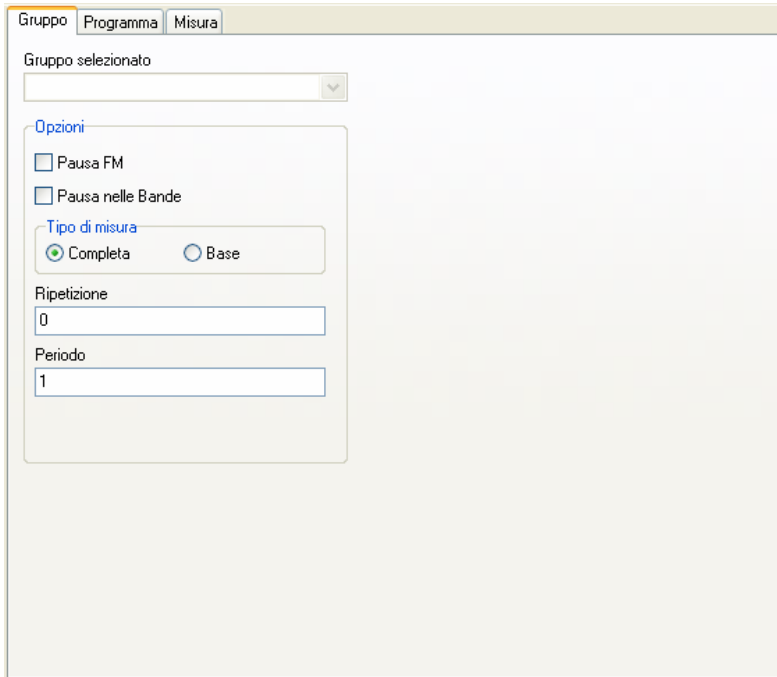 Gruppo Programma Misura
Gruppo selezionato
Opzioni
Pausa FM
Pausa nelle Bande
Tipo di misura
Completa Base
Ripetizione
0
Periodo
1